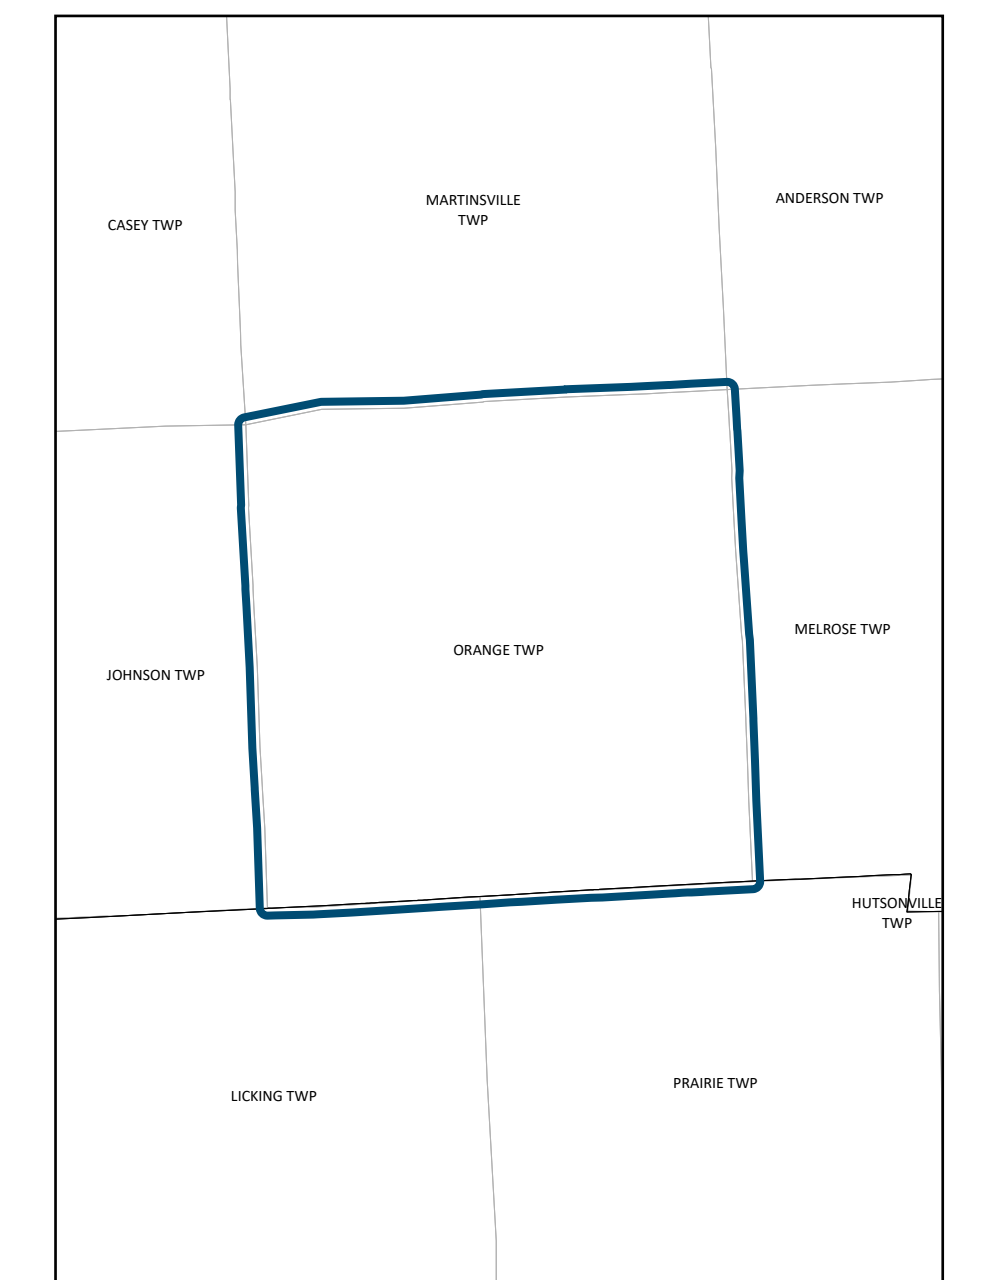 MARTINSVILLE
TWP
ANDERSON TWP
CASEY TWP
MELROSE TWP
ORANGE TWP
JOHNSON TWP
HUTSONVILLE
TWP
PRAIRIE TWP
LICKING TWP